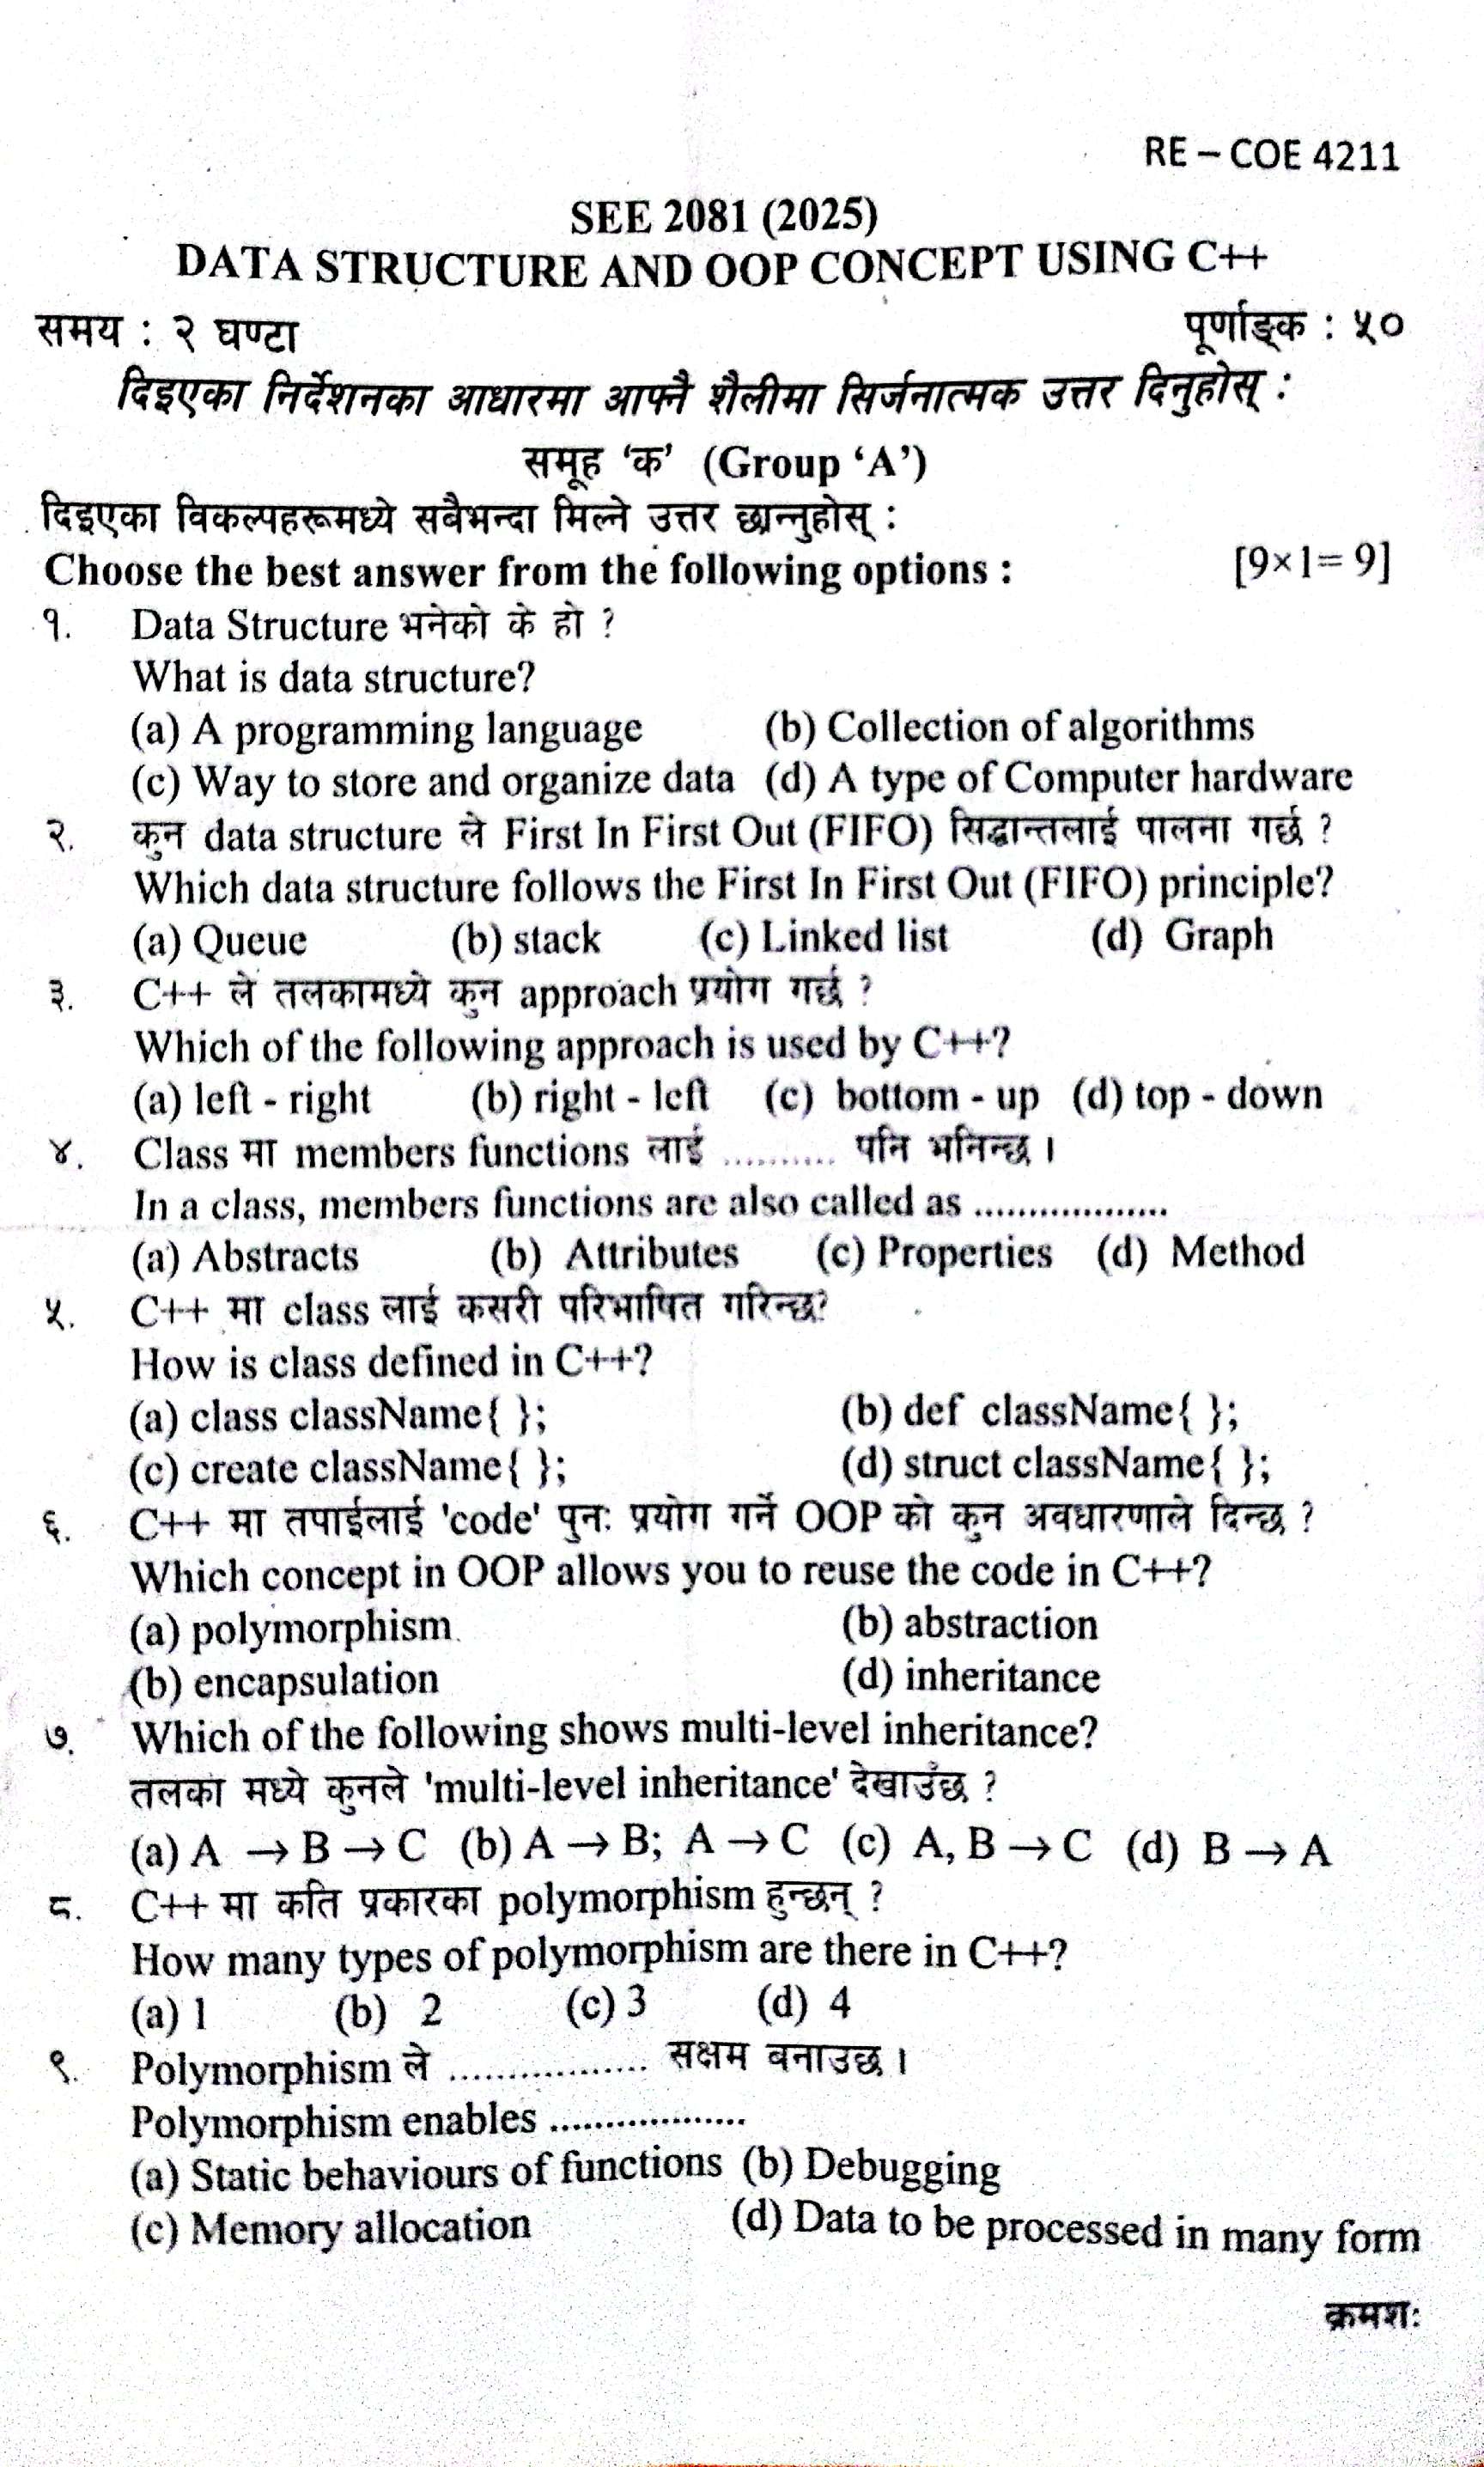 RE – COE 4211
SEE 2081 (2025)
DATA STRUCTURE AND OOP CONCEPT USING C++
समय : २ घण्टा पूर्णाङ्क : ५०
दिइएका निर्देशनका आधारमा आफ्नै शैलीमा सिर्जनात्मक उत्तर दिनुहोस् :
समूह ‘क’ (Group ‘A’)
दिइएका विकल्पहरूमध्ये सबैभन्दा मिल्ने उत्तर छान्नुहोस् :
Choose the best answer from the following options : [9×1= 9]
१. Data Structure भनेको के हो ?
What is data structure?
(a) A programming language (b) Collection of algorithms
(c) Way to store and organize data (d) A type of Computer hardware
२. कुन data structure ले First In First Out (FIFO) सिद्धान्तलाई पालना गर्छ ?
Which data structure follows the First In First Out (FIFO) principle?
(a) Queue (b) stack (c) Linked list (d) Graph
३. C++ ले तलकामध्ये कुन approach प्रयोग गर्छ ?
Which of the following approach is used by C++?
(a) left - right (b) right - left (c) bottom - up (d) top - down
४. Class मा members functions लाई .......... पनि भनिन्छ ।
In a class, members functions are also called as ..................
(a) Abstracts (b) Attributes (c) Properties (d) Method
५. C++ मा class लाई कसरी परिभाषित गरिन्छ?
How is class defined in C++?
(a) class className{ }; (b) def className{ };
(c) create className{ }; (d) struct className{ };
६. C++ मा तपाईलाई 'code' पुन: प्रयोग गर्ने OOP को कुन अवधारणाले दिन्छ ?
Which concept in OOP allows you to reuse the code in C++?
(a) polymorphism (b) abstraction
(b) encapsulation (d) inheritance
७. Which of the following shows multi-level inheritance?
तलका मध्ये कुनले 'multi-level inheritance' देखाउँछ ?
(a) A → B → C (b) A → B; A → C (c) A, B → C (d) B → A
८. C++ मा कति प्रकारका polymorphism हुन्छन् ?
How many types of polymorphism are there in C++?
(a) 1 (b) 2 (c) 3 (d) 4
९. Polymorphism ले .................. सक्षम बनाउछ ।
Polymorphism enables ..................
(a) Static behaviours of functions (b) Debugging
(c) Memory allocation (d) Data to be processed in many form
क्रमश: